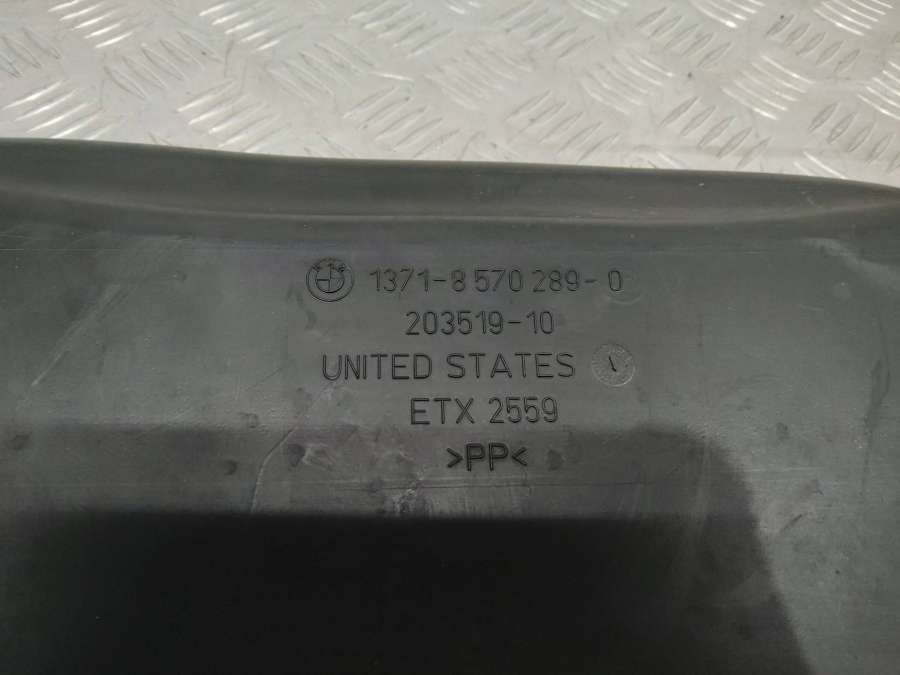 1371-8 570 289-0
203519-10
UNITED STATES
ETX 2559
>PP<